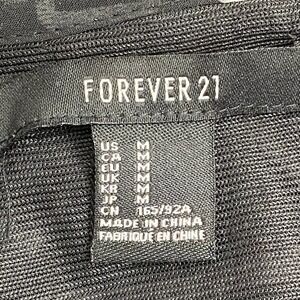 FOREVER 21
US M
CA M
EU M
UK M
KR M
JP M
CN 165/92A
MADE IN CHINA
FABRIQUÉ EN CHINE